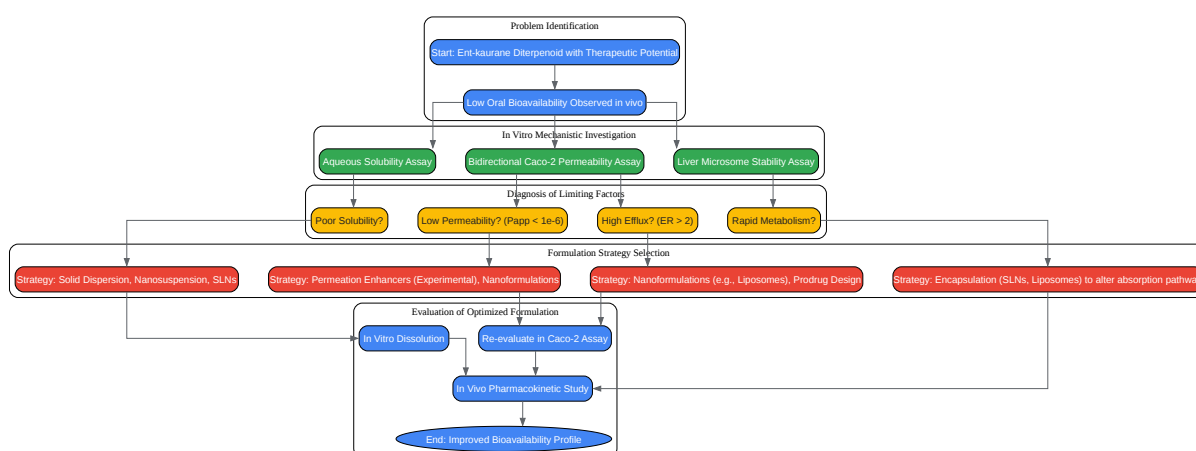 Problem Identification
Start: Ent-kaurane Diterpenoid with Therapeutic Potential
Low Oral Bioavailability Observed in vivo
In Vitro Mechanistic Investigation
Aqueous Solubility Assay
Bidirectional Caco-2 Permeability Assay
Liver Microsome Stability Assay
Diagnosis of Limiting Factors
Poor Solubility?
Low Permeability? (Papp < 1e-6)
High Efflux? (ER > 2)
Rapid Metabolism?
Formulation Strategy Selection
Strategy: Solid Dispersion, Nanosuspension, SLNs
Strategy: Permeation Enhancers (Experimental), Nanoformulations
Strategy: Nanoformulations (e.g., Liposomes), Prodrug Design
Strategy: Encapsulation (SLNs, Liposomes) to alter absorption pathwa
Evaluation of Optimized Formulation
In Vitro Dissolution
Re-evaluate in Caco-2 Assay
In Vivo Pharmacokinetic Study
End: Improved Bioavailability Profile